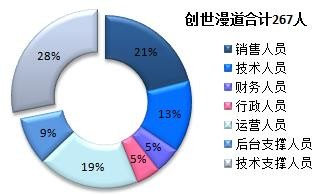 创世漫道合计267人
28%
21%
13%
5%
5%
19%
9%
销售人员
技术人员
财务人员
行政人员
运营人员
后台支撑人员
技术支撑人员